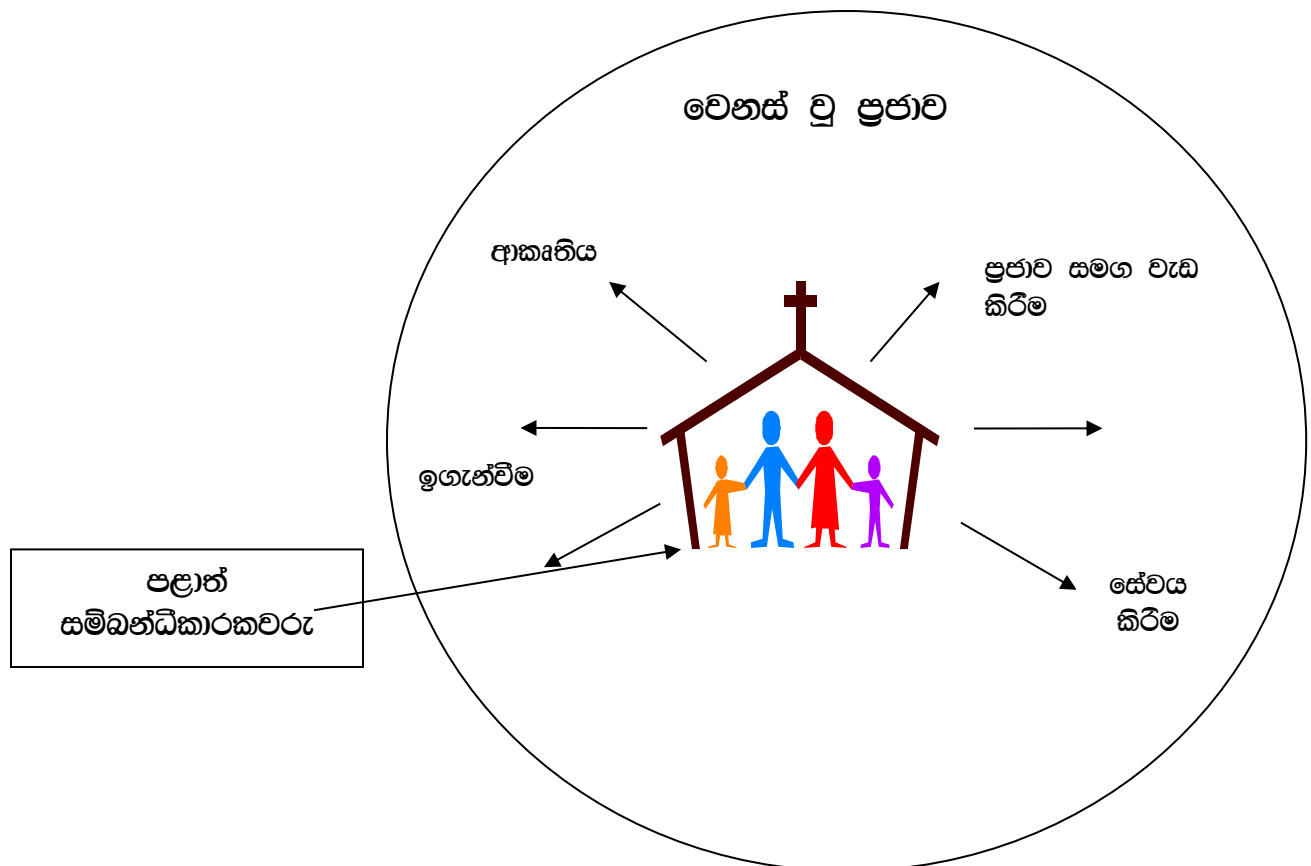 වෙනස් වු ප්‍රජාව
ආකෘතිය
ප්‍රජාව සමග වැඩ
කිරීම
ඉගැන්වීම
පළාත්
සම්බන්ධීකාරකවරු
සේවය
කිරීම